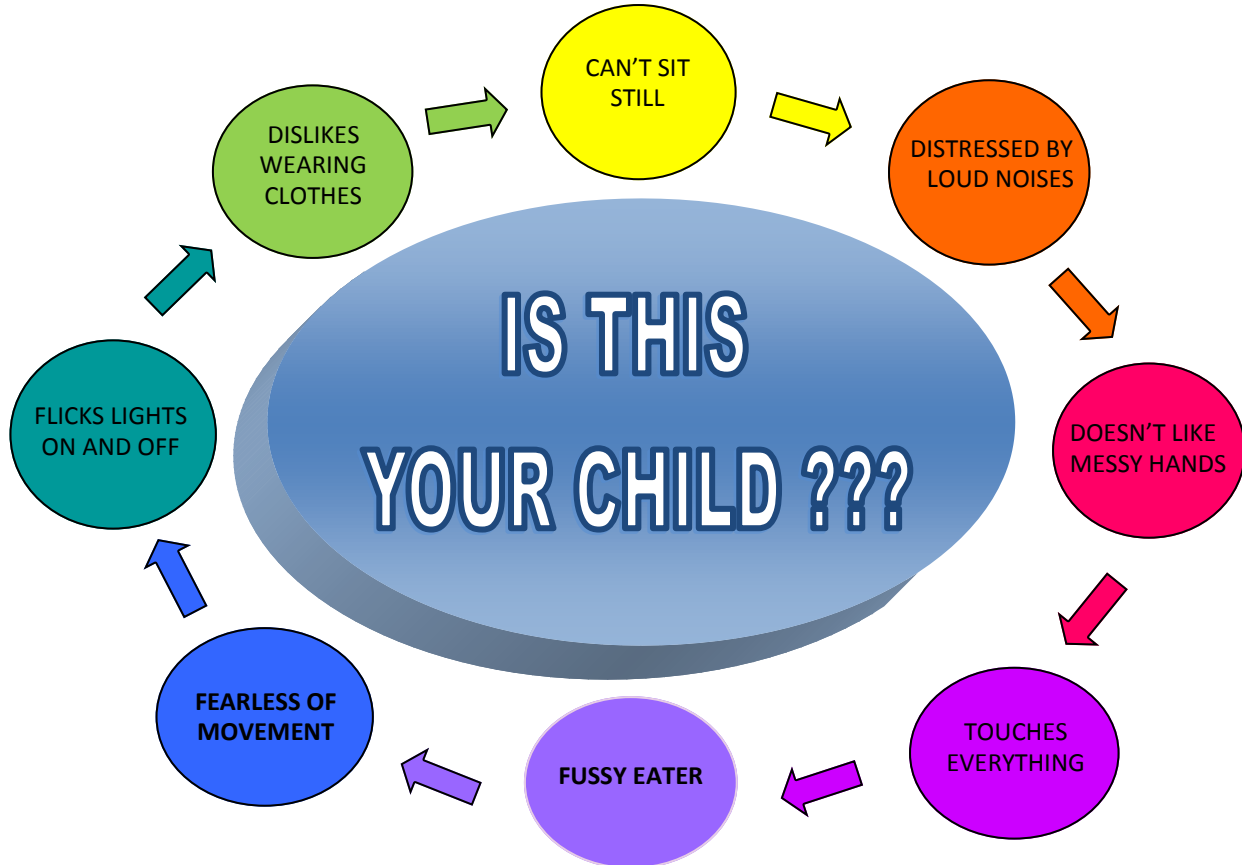 CAN’T SIT
STILL
DISTRESSED BY
LOUD NOISES
DOESN’T LIKE
MESSY HANDS
TOUCHES
EVERYTHING
FUSSY EATER
FEARLESS OF
MOVEMENT
FLICKS LIGHTS
ON AND OFF
DISLIKES
WEARING
CLOTHES
IS THIS
YOUR CHILD ???